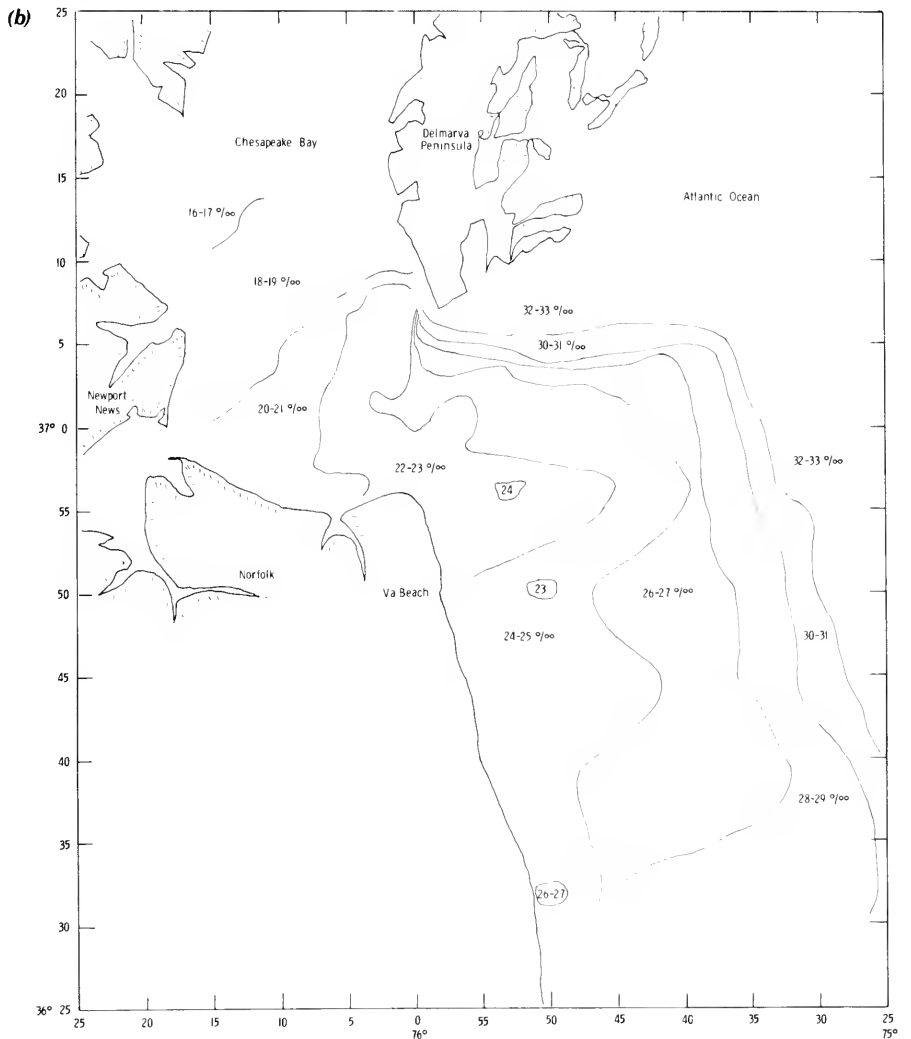 (b)
25
20
15
10
5
37° 0
55
50
45
40
35
30
36° 25
Chesapeake Bay
Delmarva
Peninsula
Atlantic Ocean
16-17 °/oo
18-19 °/oo
32-33 °/oo
30-31 °/oo
Newport
News
20-21 °/oo
22-23 °/oo
32-33 °/oo
24
Norfolk
Va Beach
23
26-27 °/oo
24-25 °/oo
30-31
28-29 °/oo
26-27
25 20 15 10 5 0 55 50 45 40 35 30 25
76° 75°